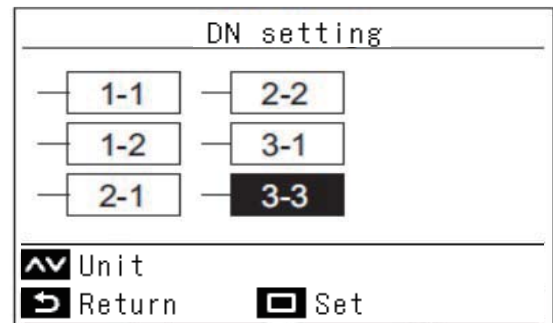 DN setting
1-1 2-2
1-2 3-1
2-1 3-3
Unit
Return Set